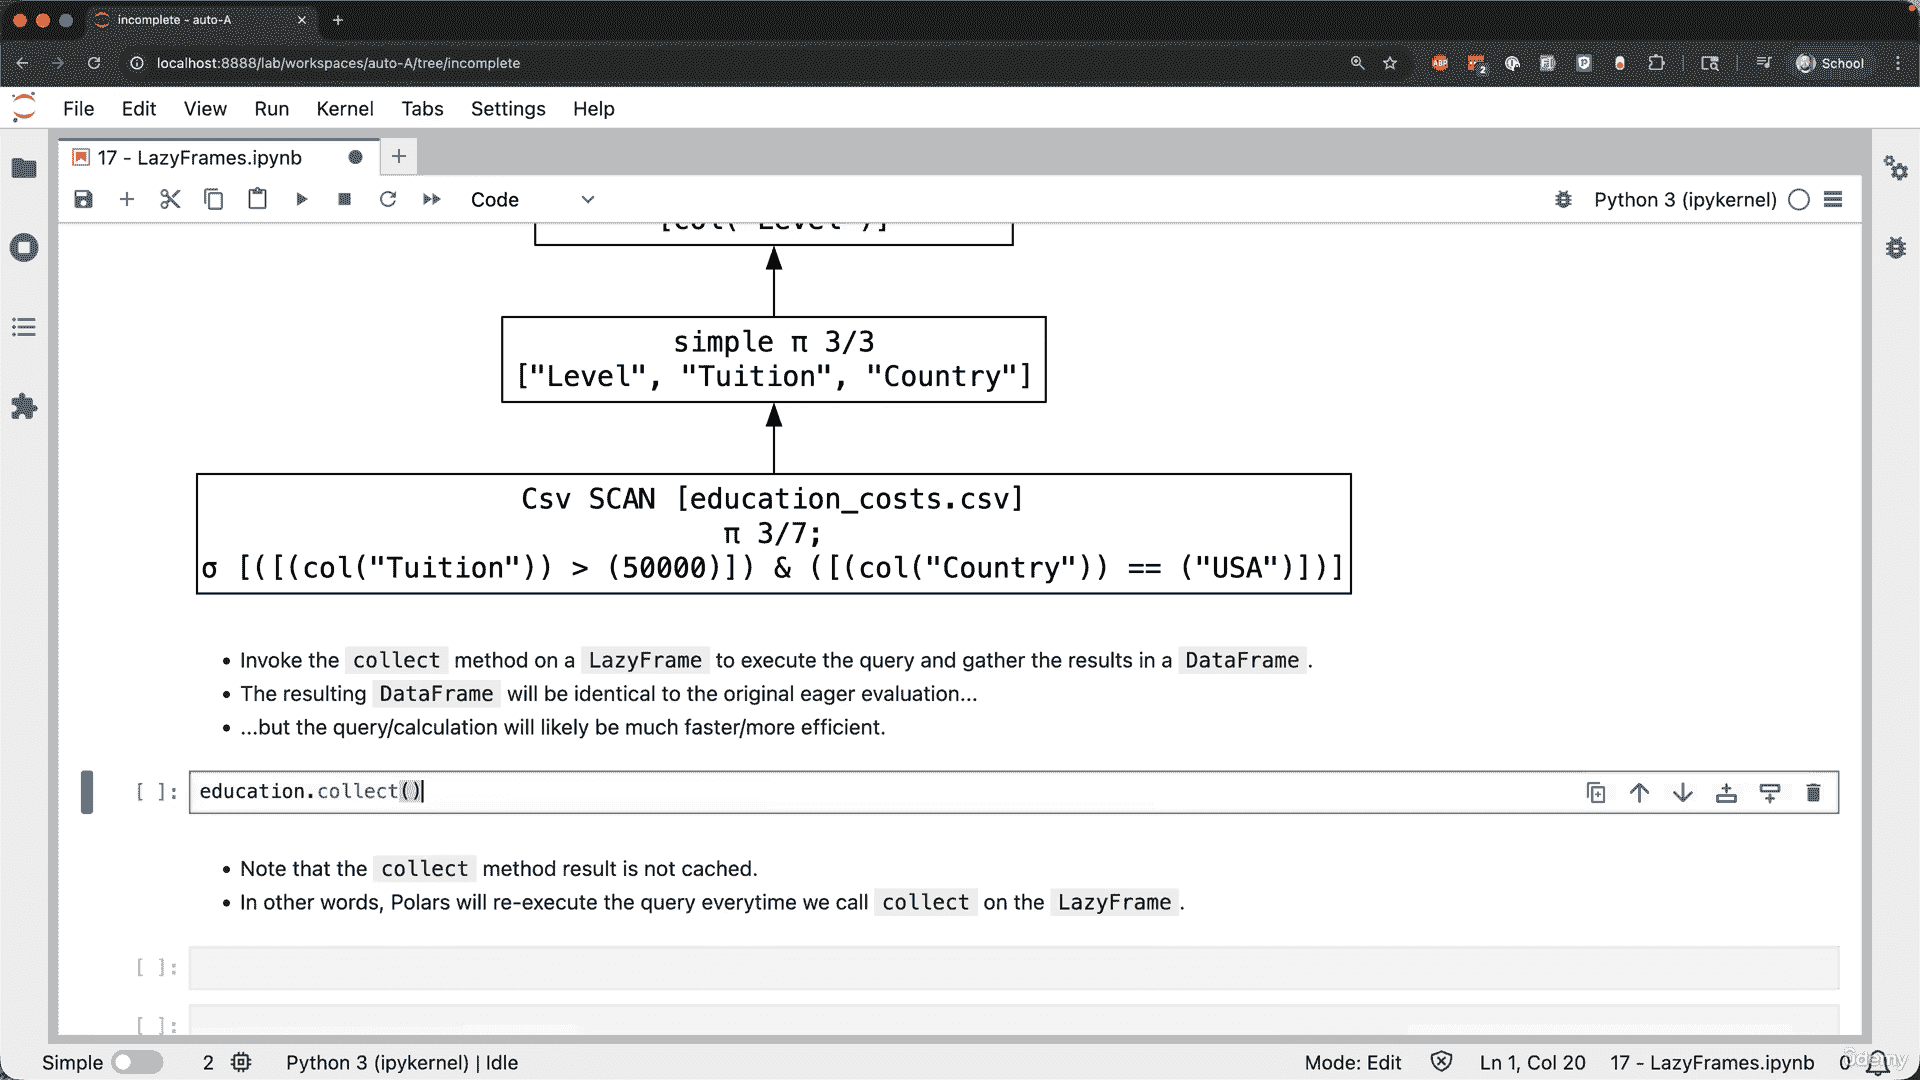 incomplete - auto-A
localhost:8888/lab/workspaces/auto-A/tree/incomplete
ABP
2
School
File Edit View Run Kernel Tabs Settings Help
17 - LazyFrames.ipynb
Code
Python 3 (ipykernel)
[col("Level")]
simple π 3/3
["Level", "Tuition", "Country"]
Csv SCAN [education_costs.csv]
π 3/7;
σ [([(col("Tuition")) > (50000)]) & ([(col("Country")) == ("USA")])]
• Invoke the collect method on a LazyFrame to execute the query and gather the results in a DataFrame.
• The resulting DataFrame will be identical to the original eager evaluation...
• ...but the query/calculation will likely be much faster/more efficient.
[ ]: education.collect()
• Note that the collect method result is not cached.
• In other words, Polars will re-execute the query everytime we call collect on the LazyFrame.
[ ]:
[ ]:
Simple 2 Python 3 (ipykernel) | Idle Mode: Edit Ln 1, Col 20 17 - LazyFrames.ipynb 0
Udemy